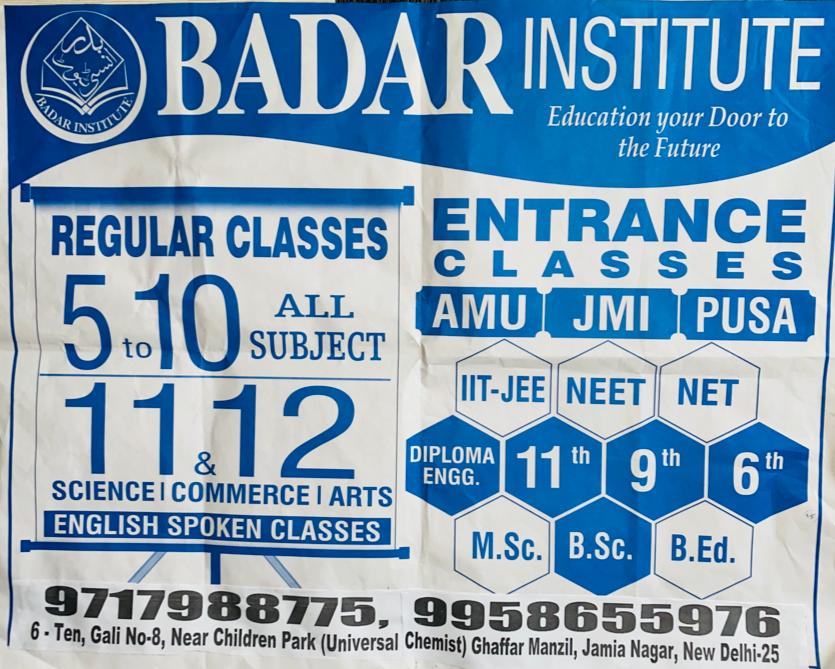 بدر
BADAR INSTITUTE
BADAR INSTITUTE
Education your Door to
the Future
REGULAR CLASSES
5 to 10 ALL SUBJECT
11 & 12
SCIENCE | COMMERCE | ARTS
ENGLISH SPOKEN CLASSES
ENTRANCE
CLASSES
AMU JMI PUSA
IIT-JEE NEET NET
DIPLOMA ENGG. 11th 9th 6th
M.Sc. B.Sc. B.Ed.
9717988775, 9958655976
6 - Ten, Gali No-8, Near Children Park (Universal Chemist) Ghaffar Manzil, Jamia Nagar, New Delhi-25